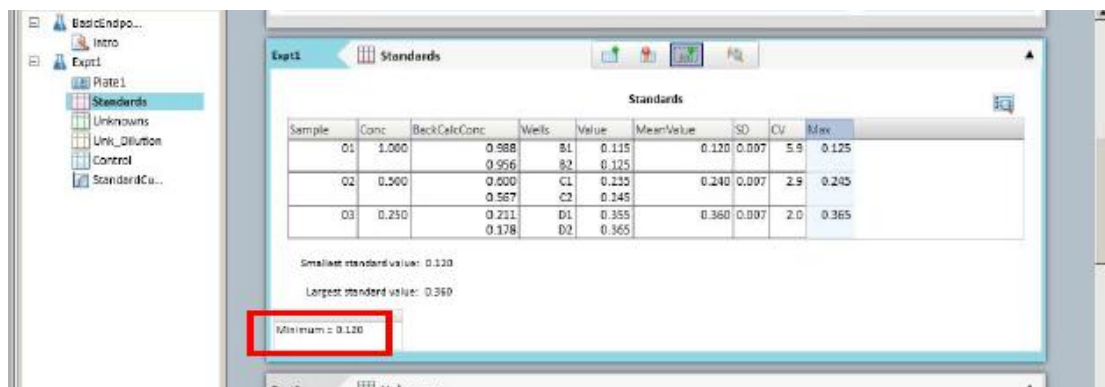 BasicEndpo...
Intro
Expt1
Plate1
Standards
Unknowns
Unk_Dilution
Control
StandardCu...
Expt1 Standards
Standards
Sample Conc BackCalcConc Wells Value MeanValue SD CV Max
01 1.000 0.988 B1 0.115 0.120 0.007 5.9 0.125
0.956 B2 0.125
02 0.500 0.600 C1 0.235 0.240 0.007 2.9 0.245
0.567 C2 0.245
03 0.250 0.211 D1 0.355 0.360 0.007 2.0 0.365
0.178 D2 0.365
Smallest standard value: 0.120
Largest standard value: 0.360
Minimum = 0.120